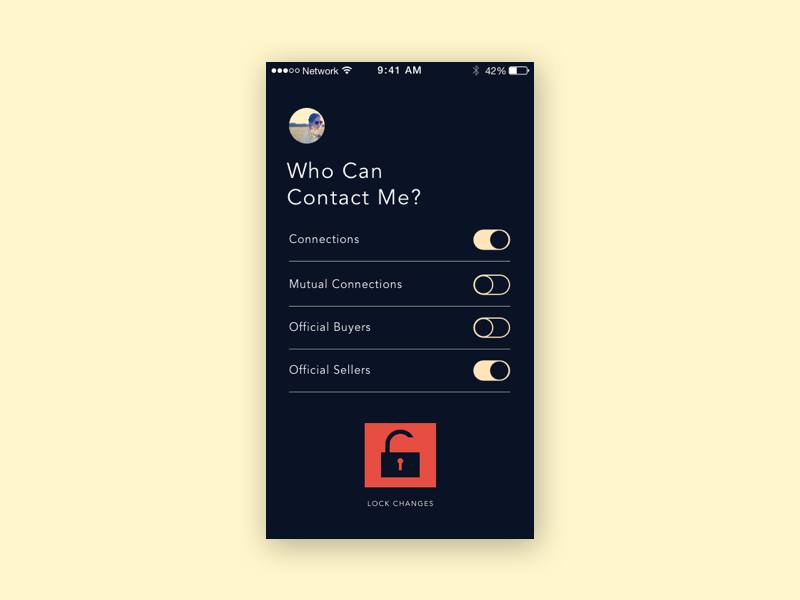 Network 9:41 AM 42%
Who Can
Contact Me?
Connections
Mutual Connections
Official Buyers
Official Sellers
LOCK CHANGES